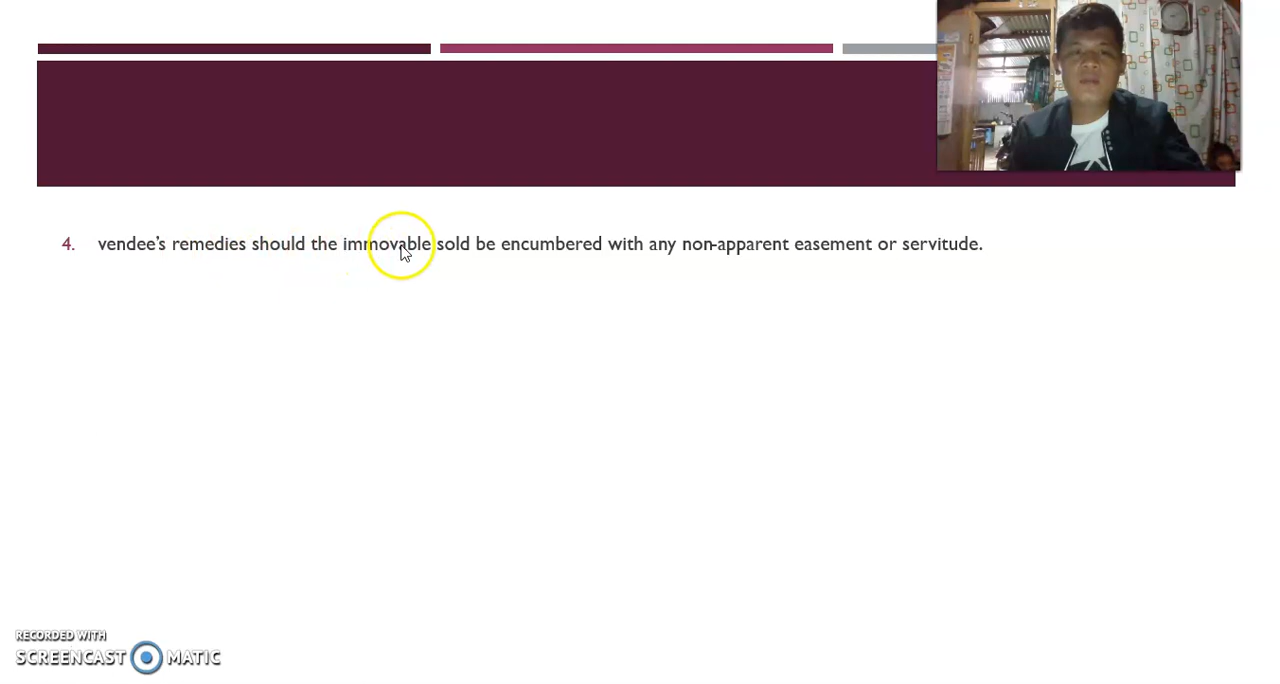 4. vendee's remedies should the immovable sold be encumbered with any non-apparent easement or servitude.
RECORDED WITH
SCREENCAST MATIC